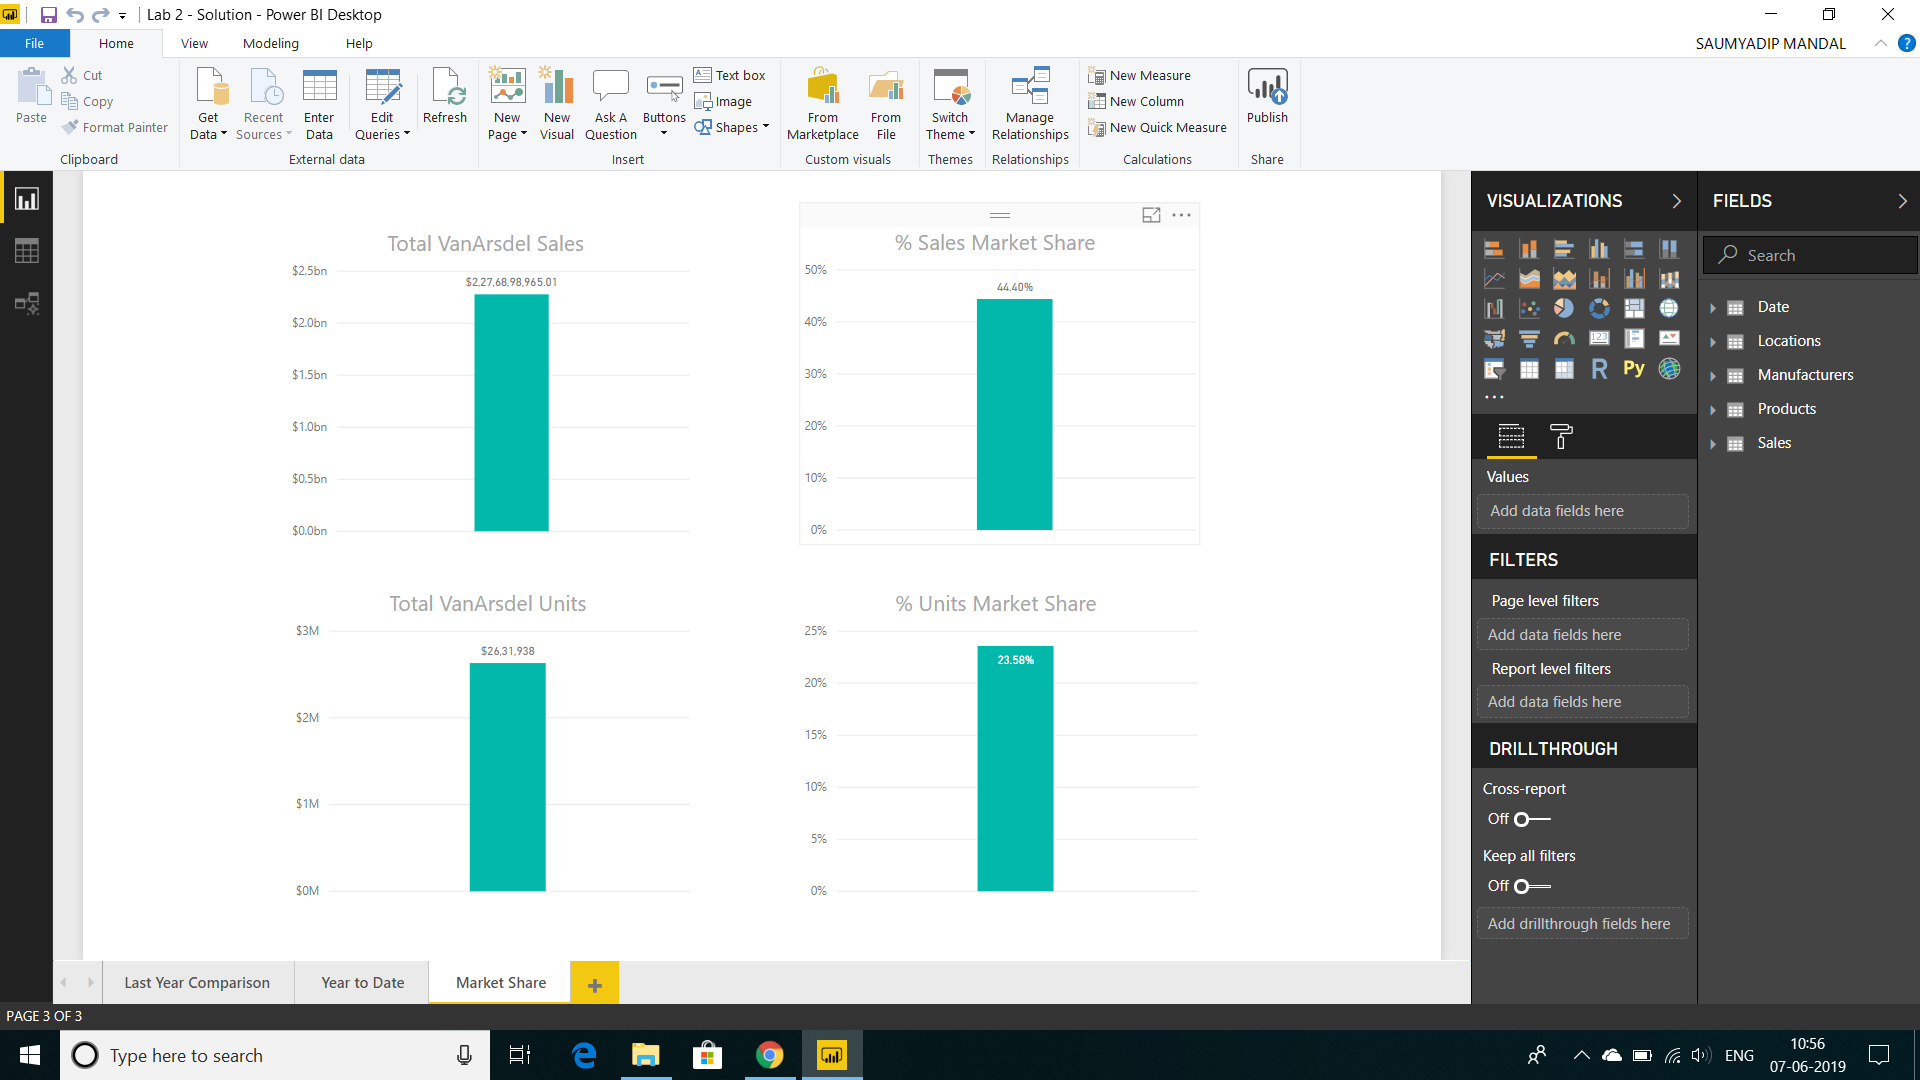 Lab 2 - Solution - Power BI Desktop
File
Home
View
Modeling
Help
SAUMYADIP MANDAL
?
Paste
Cut
Copy
Format Painter
Clipboard
Get Data
Recent Sources
Enter Data
Edit Queries
Refresh
External data
New Page
New Visual
Ask A Question
Buttons
Text box
Image
Shapes
Insert
From Marketplace
From File
Custom visuals
Switch Theme
Themes
Manage Relationships
Relationships
New Measure
New Column
New Quick Measure
Calculations
Publish
Share
Total VanArsdel Sales
$2.5bn
$2,27,68,98,965.01
$2.0bn
$1.5bn
$1.0bn
$0.5bn
$0.0bn
% Sales Market Share
50%
44.40%
40%
30%
20%
10%
0%
Total VanArsdel Units
$3M
$26,31,938
$2M
$1M
$0M
% Units Market Share
25%
23.58%
20%
15%
10%
5%
0%
VISUALIZATIONS
123
R
Py
Values
Add data fields here
FILTERS
Page level filters
Add data fields here
Report level filters
Add data fields here
DRILLTHROUGH
Cross-report
Off
Keep all filters
Off
Add drillthrough fields here
FIELDS
Search
Date
Locations
Manufacturers
Products
Sales
Last Year Comparison
Year to Date
Market Share
PAGE 3 OF 3
Type here to search
ENG
10:56
07-06-2019